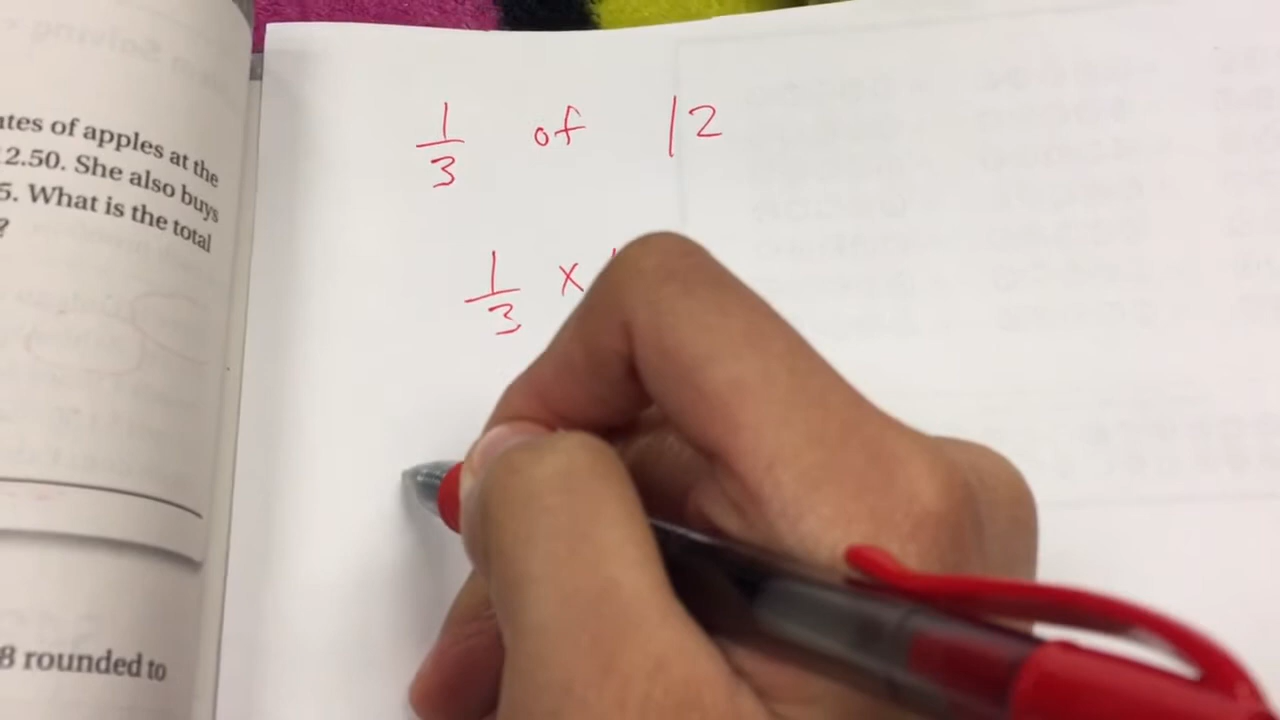 ates of apples at the
2.50. She also buys
5. What is the total
?
8 rounded to
1/3 of 12
1/3 x